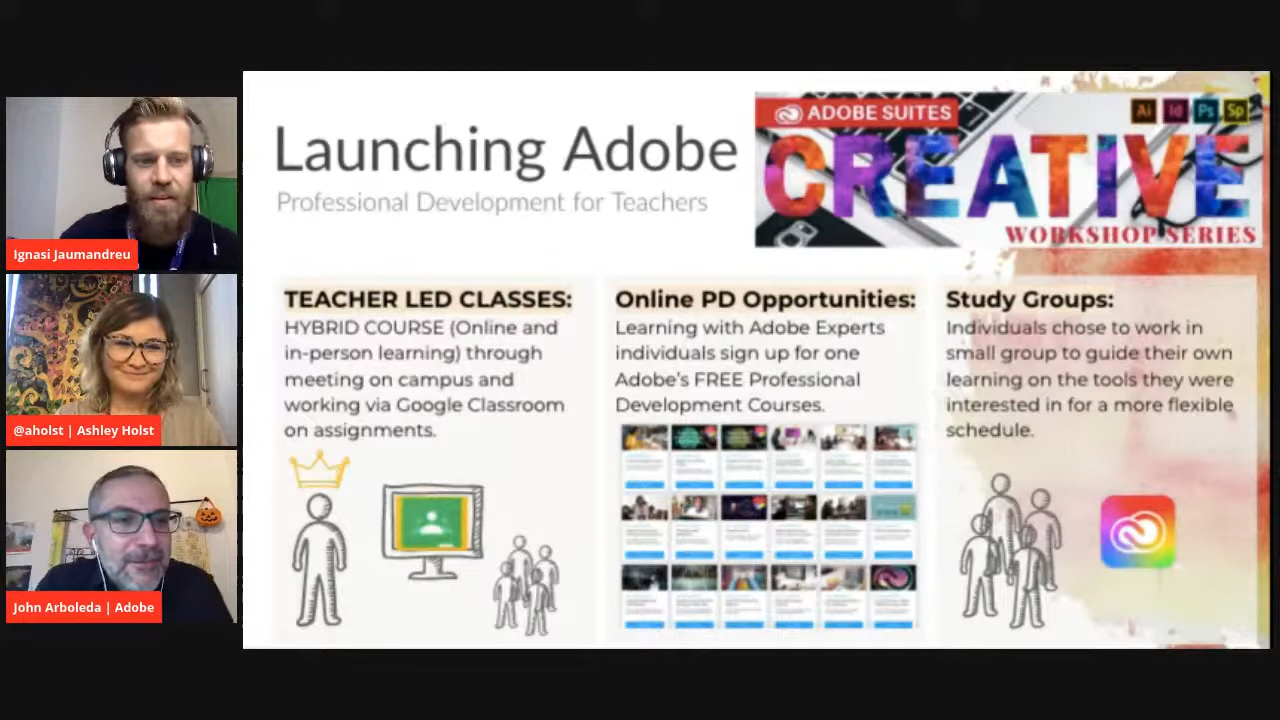 Ignasi Jaumandreu
@aholst | Ashley Holst
John Arboleda | Adobe
Launching Adobe
Professional Development for Teachers
ADOBE SUITES
Ai Id Ps Sp
CREATIVE
WORKSHOP SERIES
TEACHER LED CLASSES:
HYBRID COURSE (Online and
in-person learning) through
meeting on campus and
working via Google Classroom
on assignments.
Online PD Opportunities:
Learning with Adobe Experts
individuals sign up for one
Adobe's FREE Professional
Development Courses.
Study Groups:
Individuals chose to work in
small group to guide their own
learning on the tools they were
interested in for a more flexible
schedule.